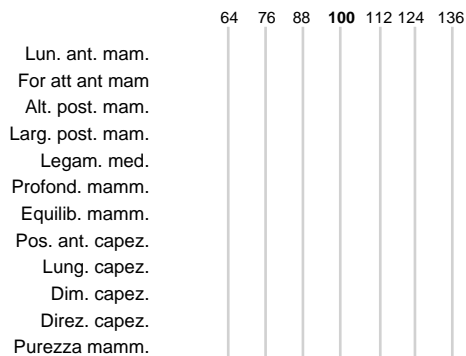 64 76 88 100 112 124 136
Lun. ant. mam.
For att ant mam
Alt. post. mam.
Larg. post. mam.
Legam. med.
Profond. mamm.
Equilib. mamm.
Pos. ant. capez.
Lung. capez.
Dim. capez.
Direz. capez.
Purezza mamm.